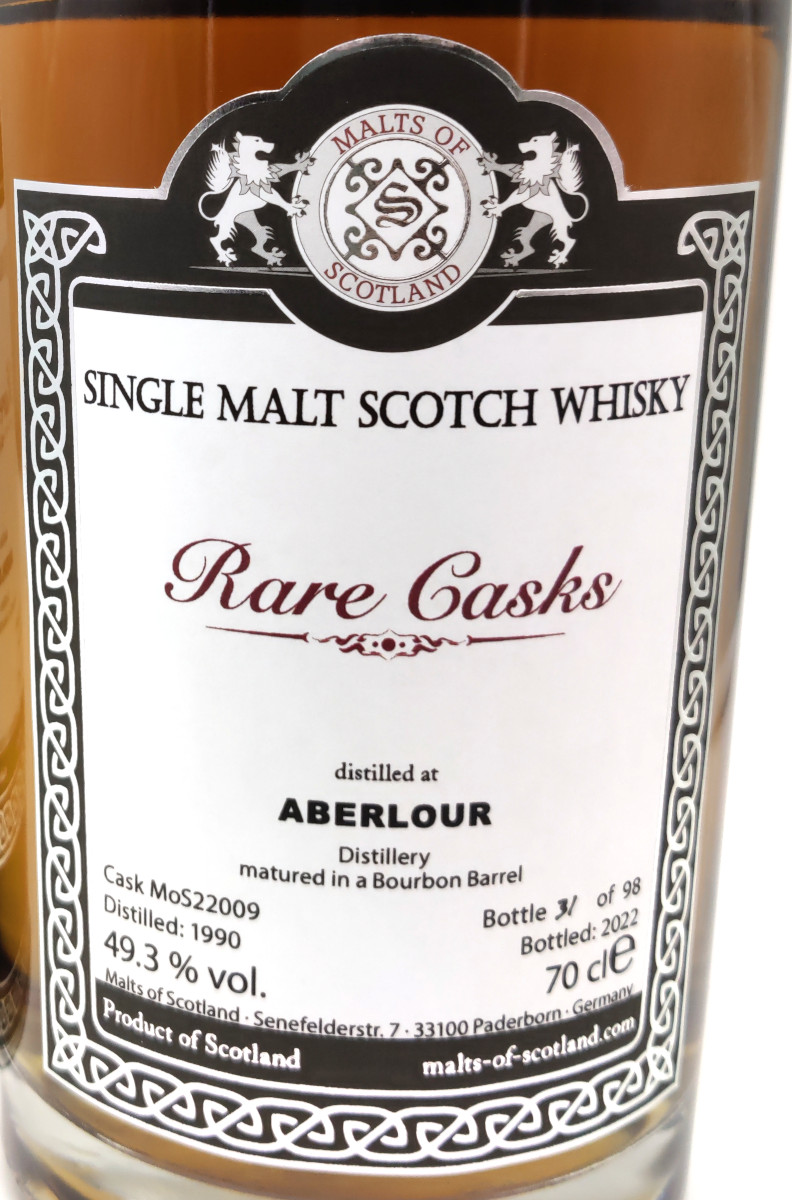 MALTS OF
S
SCOTLAND
SINGLE MALT SCOTCH WHISKY
Rare Casks
distilled at
ABERLOUR
Distillery
matured in a Bourbon Barrel
Cask MoS22009
Distilled: 1990
49.3 % vol.
Bottle 31 of 98
Bottled: 2022
70 cl e
Malts of Scotland · Senefelderstr. 7 · 33100 Paderborn · Germany
Product of Scotland
malts-of-scotland.com